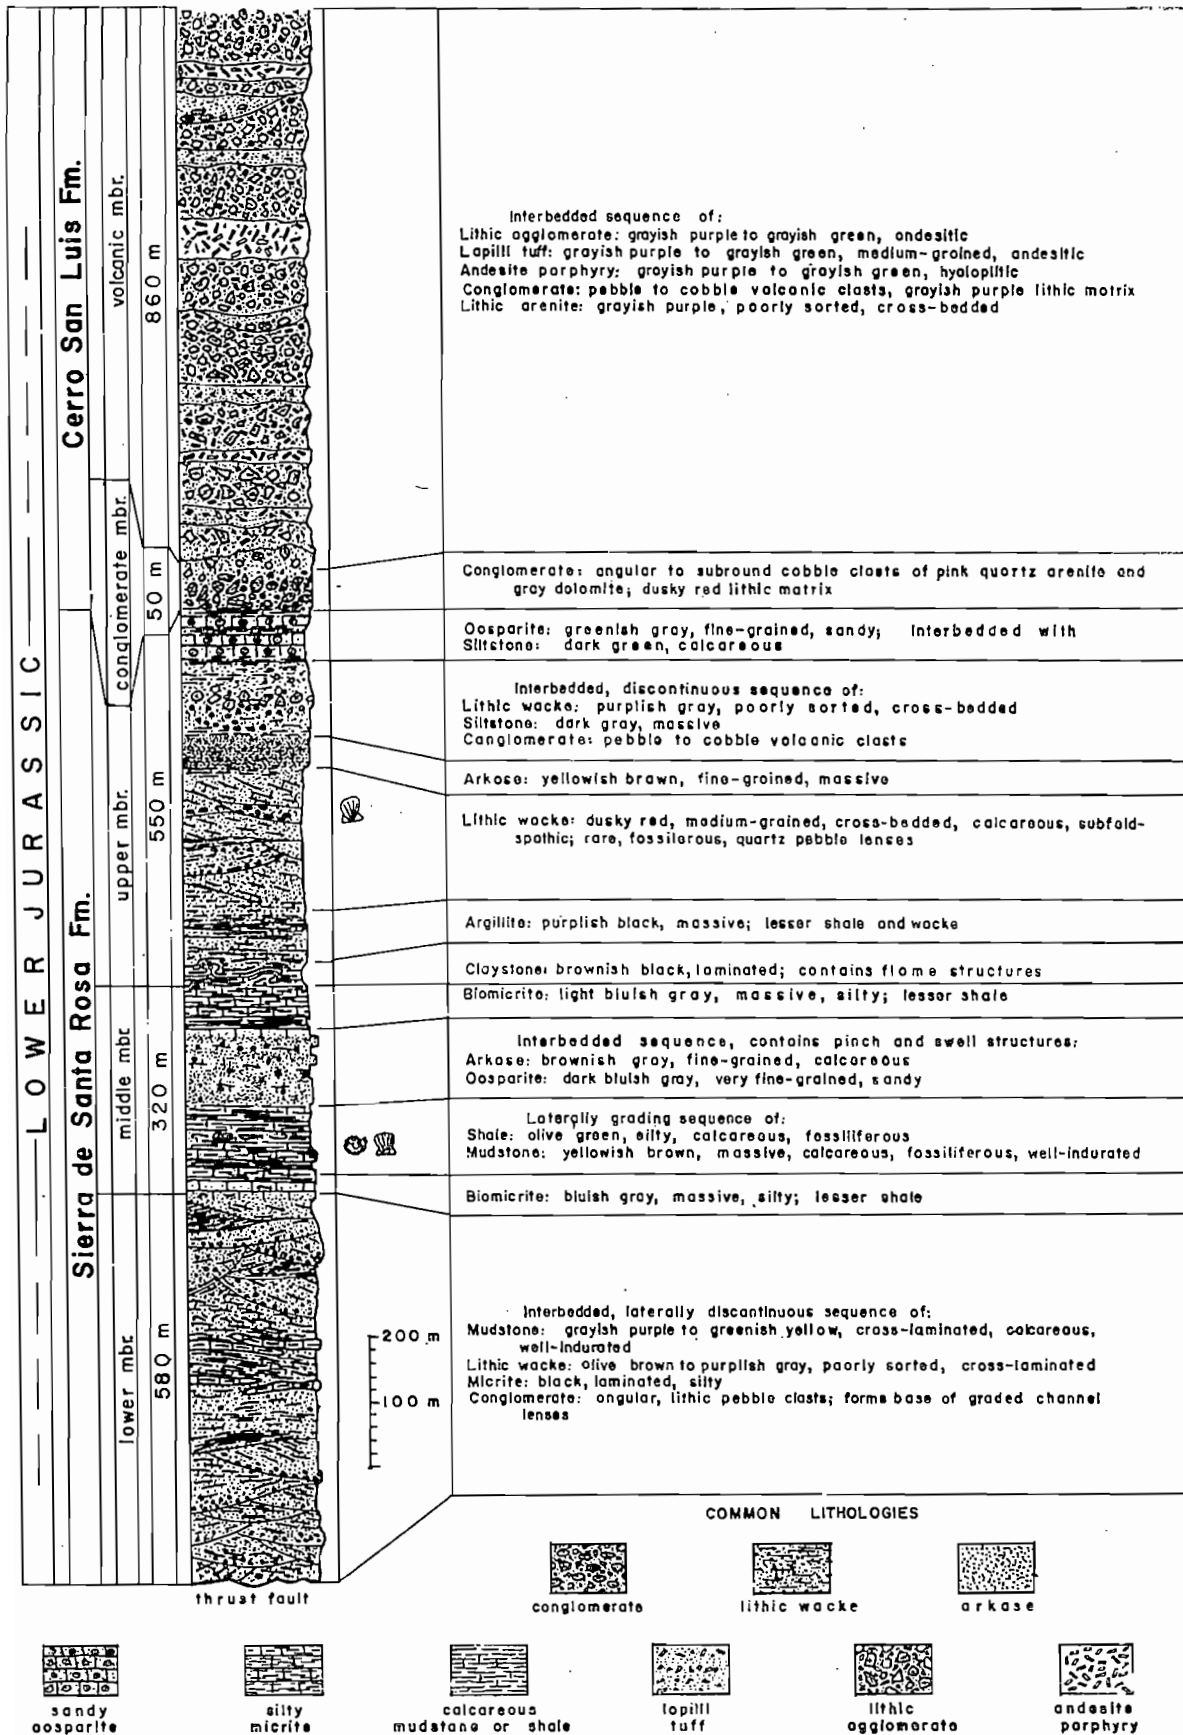 LOWER JURASSIC
Cerro San Luis Fm.
volcanic mbr.
860 m
conglomerate mbr.
50 m
Sierra de Santa Rosa Fm.
upper mbr.
550 m
middle mbr.
320 m
lower mbr.
580 m
Interbedded sequence of:
Lithic agglomerate: grayish purple to grayish green, andesitic
Lapilli tuff: grayish purple to grayish green, medium-grained, andesitic
Andesite porphyry: grayish purple to grayish green, hyalopilitic
Conglomerate: pebble to cobble volcanic clasts, grayish purple lithic matrix
Lithic arenite: grayish purple, poorly sorted, cross-bedded
Conglomerate: angular to subround cobble clasts of pink quartz arenite and
gray dolomite; dusky red lithic matrix
Oosparite: greenish gray, fine-grained, sandy; interbedded with
Siltstone: dark green, calcareous
Interbedded, discontinuous sequence of:
Lithic wacke: purplish gray, poorly sorted, cross-bedded
Siltstone: dark gray, massive
Conglomerate: pebble to cobble volcanic clasts
Arkose: yellowish brown, fine-grained, massive
Lithic wacke: dusky red, medium-grained, cross-bedded, calcareous, subfeld-
spathic; rare, fossilerous, quartz pebble lenses
Argillite: purplish black, massive; lesser shale and wacke
Claystone: brownish black, laminated; contains flame structures
Biomicrite: light bluish gray, massive, silty; lesser shale
Interbedded sequence, contains pinch and swell structures:
Arkose: brownish gray, fine-grained, calcareous
Oosparite: dark bluish gray, very fine-grained, sandy
Laterally grading sequence of:
Shale: olive green, silty, calcareous, fossiliferous
Mudstone: yellowish brown, massive, calcareous, fossiliferous, well-indurated
Biomicrite: bluish gray, massive, silty; lesser shale
Interbedded, laterally discontinuous sequence of:
Mudstone: grayish purple to greenish yellow, cross-laminated, calcareous,
well-indurated
Lithic wacke: olive brown to purplish gray, poorly sorted, cross-laminated
Micrite: black, laminated, silty
Conglomerate: angular, lithic pebble clasts; forms base of graded channel
lenses
200 m
100 m
thrust fault
COMMON LITHOLOGIES
conglomerate
lithic wacke
arkase
sandy
oosparite
silty
micrite
calcareous
mudstone or shale
lapilli
tuff
lithic
agglomerate
andesite
porphyry